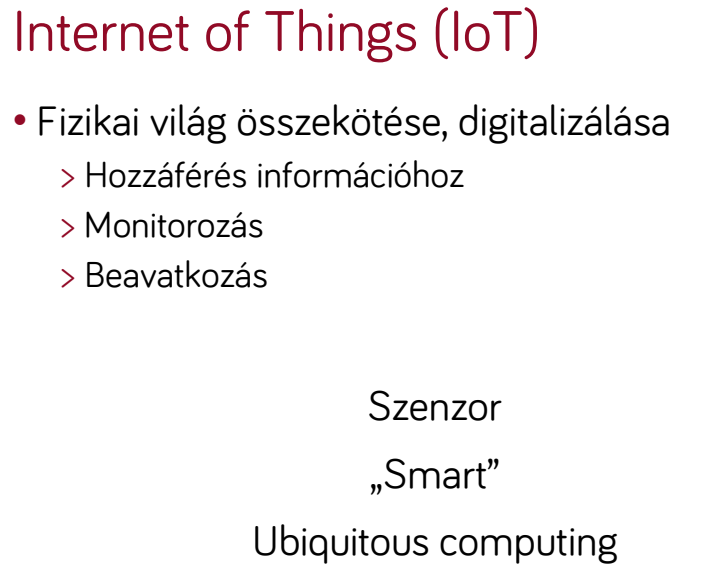 Internet of Things (IoT)
• Fizikai világ összekötése, digitalizálása
> Hozzáférés információhoz
> Monitorozás
> Beavatkozás
Szenzor
„Smart”
Ubiquitous computing